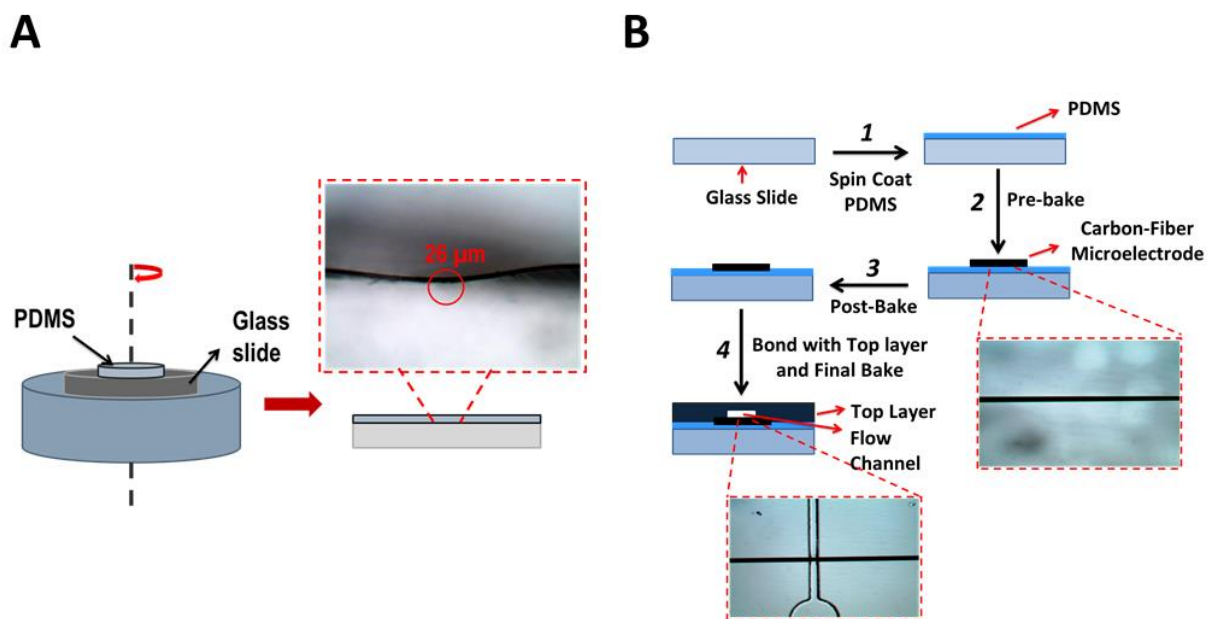 A
PDMS
Glass
slide
26 µm
B
1
Spin Coat
PDMS
Glass Slide
PDMS
2
Pre-bake
Carbon-Fiber
Microelectrode
3
Post-Bake
4
Bond with Top layer
and Final Bake
Top Layer
Flow
Channel